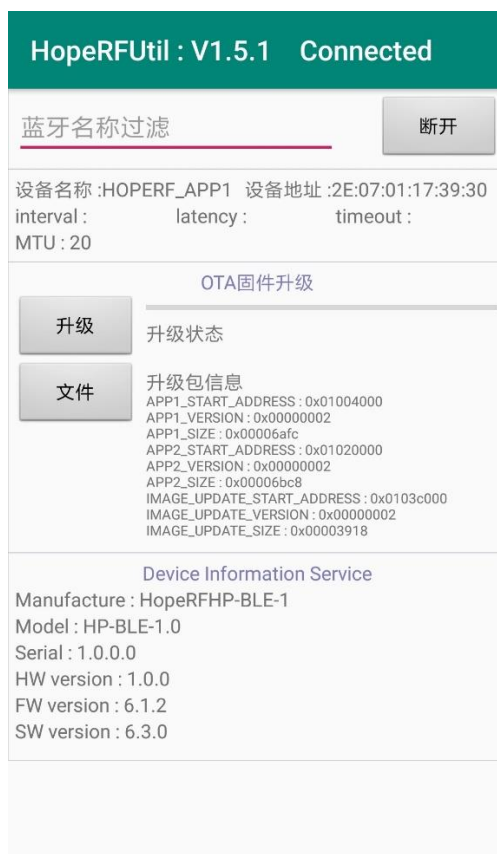 HopeRFUtil : V1.5.1 Connected
蓝牙名称过滤 断开
设备名称 :HOPERF_APP1 设备地址 :2E:07:01:17:39:30
interval : latency : timeout :
MTU : 20
OTA固件升级
升级 升级状态
文件 升级包信息
APP1_START_ADDRESS : 0x01004000
APP1_VERSION : 0x00000002
APP1_SIZE : 0x00006afc
APP2_START_ADDRESS : 0x01020000
APP2_VERSION : 0x00000002
APP2_SIZE : 0x00006bc8
IMAGE_UPDATE_START_ADDRESS : 0x0103c000
IMAGE_UPDATE_VERSION : 0x00000002
IMAGE_UPDATE_SIZE : 0x00003918
Device Information Service
Manufacture : HopeRFHP-BLE-1
Model : HP-BLE-1.0
Serial : 1.0.0.0
HW version : 1.0.0
FW version : 6.1.2
SW version : 6.3.0